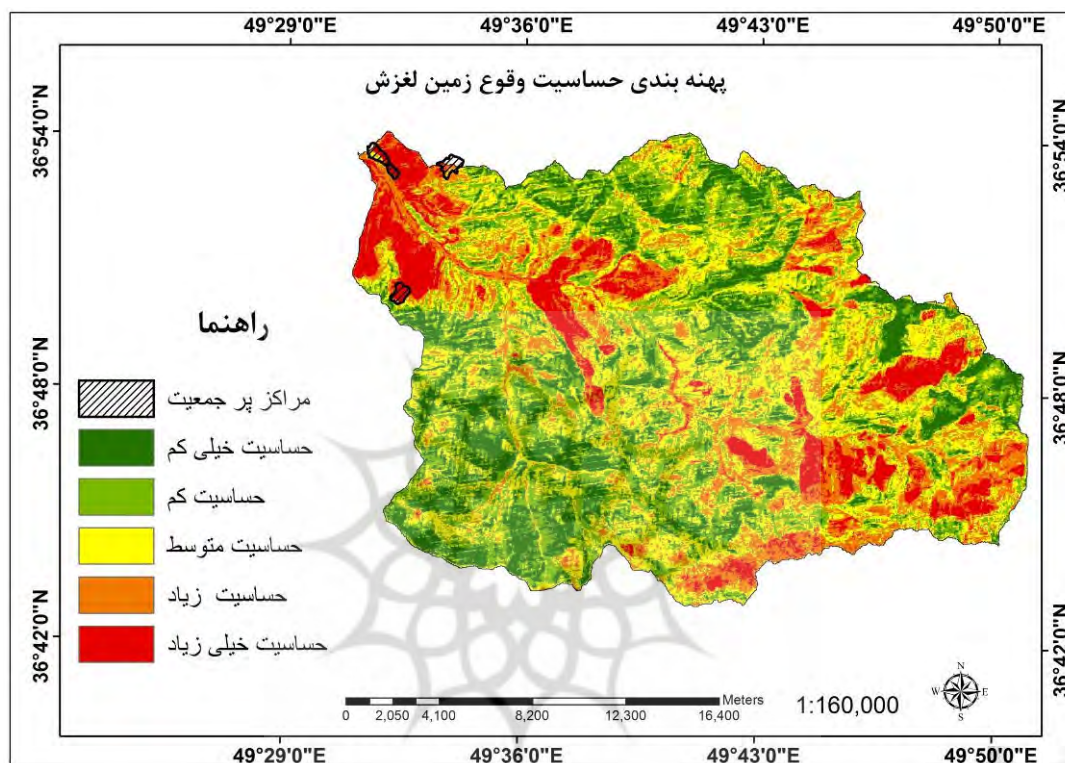 49°29'0"E 49°36'0"E 49°43'0"E 49°50'0"E
پهنه بندی حساسیت وقوع زمین لغزش
36°54'0"N
36°54'0"N
راهنما
مراکز پر جمعیت
حساسیت خیلی کم
حساسیت کم
حساسیت متوسط
حساسیت زیاد
حساسیت خیلی زیاد
36°48'0"N
36°48'0"N
36°42'0"N
36°42'0"N
Meters
0 2,050 4,100 8,200 12,300 16,400
1:160,000
N
W E
S
49°29'0"E 49°36'0"E 49°43'0"E 49°50'0"E